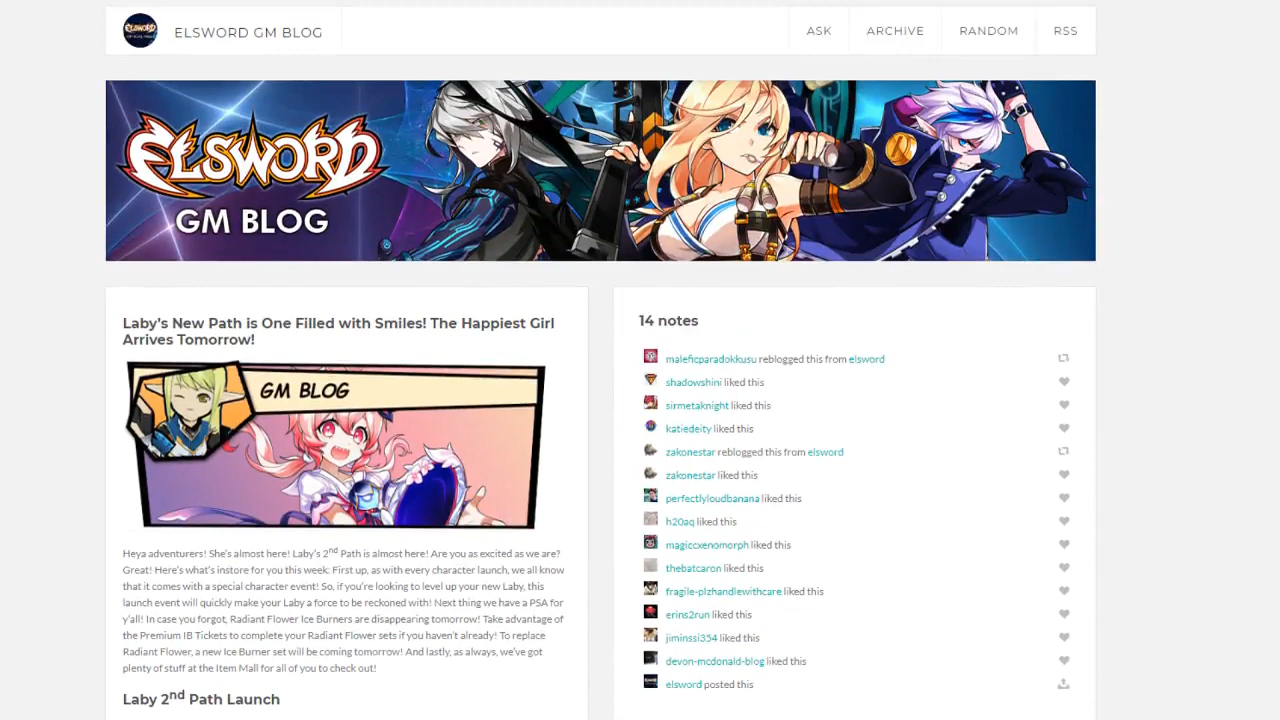 ELSWORD GM BLOG
ASK
ARCHIVE
RANDOM
RSS
ELSWORD
GM BLOG
Laby's New Path is One Filled with Smiles! The Happiest Girl
Arrives Tomorrow!
GM BLOG
Heya adventurers! She's almost here! Laby's 2nd Path is almost here! Are you as excited as we are?
Great! Here's what's instore for you this week: First up, as with every character launch, we all know
that it comes with a special character event! So, if you're looking to level up your new Laby, this
launch event will quickly make your Laby a force to be reckoned with! Next thing we have a PSA for
y'all! In case you forgot, Radiant Flower Ice Burners are disappearing tomorrow! Take advantage of
the Premium IB Tickets to complete your Radiant Flower sets if you haven't already! To replace
Radiant Flower, a new Ice Burner set will be coming tomorrow! And lastly, as always, we've got
plenty of stuff at the Item Mall for all of you to check out!
Laby 2nd Path Launch
14 notes
maleficparadokkusu reblogged this from elsword
shadowshini liked this
sirmetaknight liked this
katiedeity liked this
zakonestar reblogged this from elsword
zakonestar liked this
perfectlyloudbanana liked this
h20aq liked this
magiccxenomorph liked this
thebatcaron liked this
fragile-plzhandlewithcare liked this
erins2run liked this
jiminssi354 liked this
devon-mcdonald-blog liked this
elsword posted this